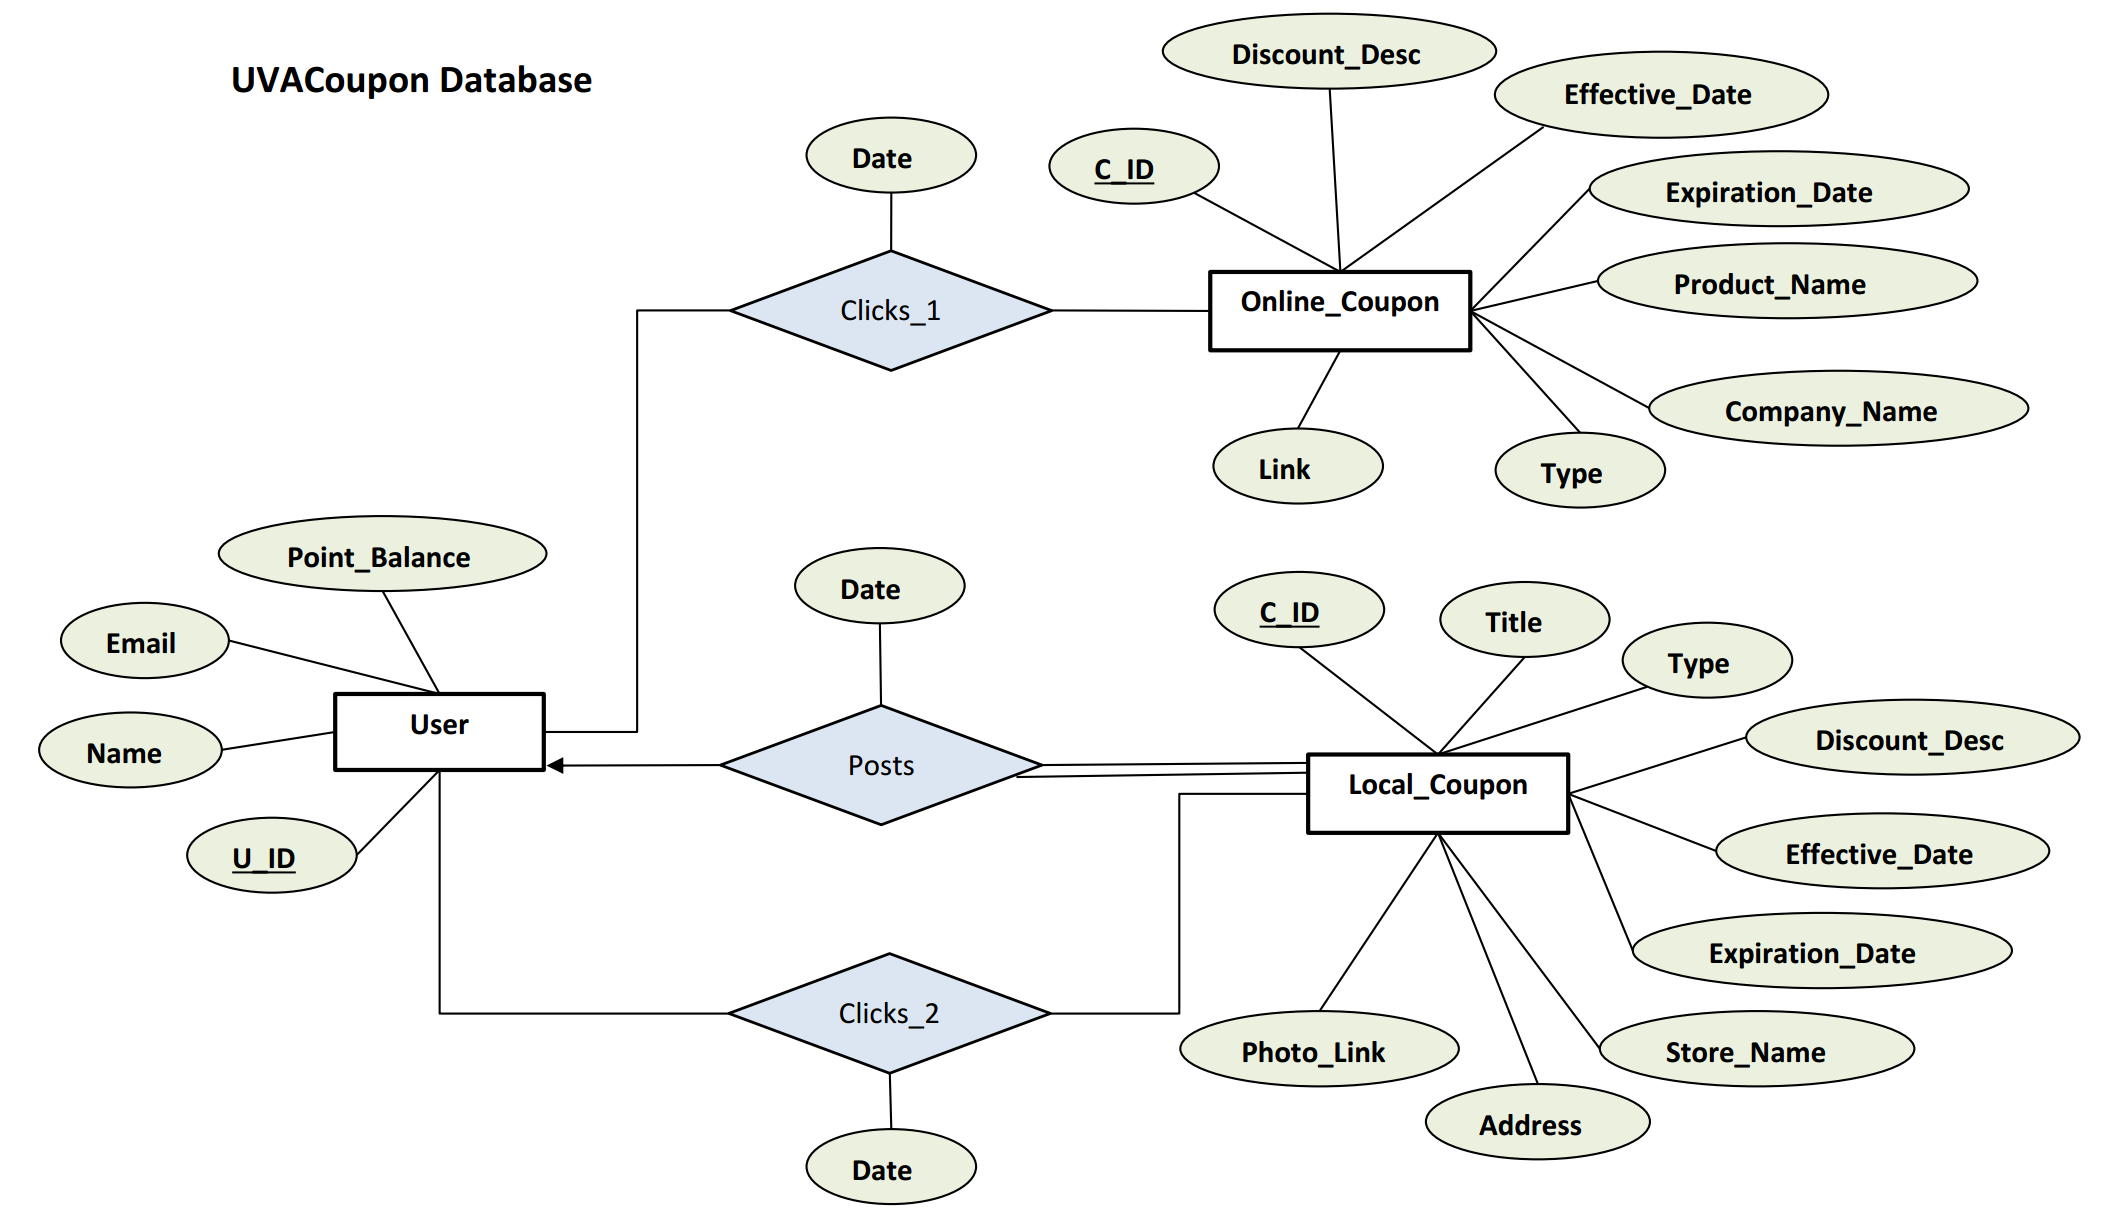 UVACoupon Database
Discount_Desc
Effective_Date
Date
C_ID
Expiration_Date
Product_Name
Clicks_1
Online_Coupon
Company_Name
Link
Type
Point_Balance
Date
C_ID
Title
Type
Email
User
Name
Posts
Local_Coupon
Discount_Desc
U_ID
Effective_Date
Expiration_Date
Clicks_2
Photo_Link
Store_Name
Address
Date